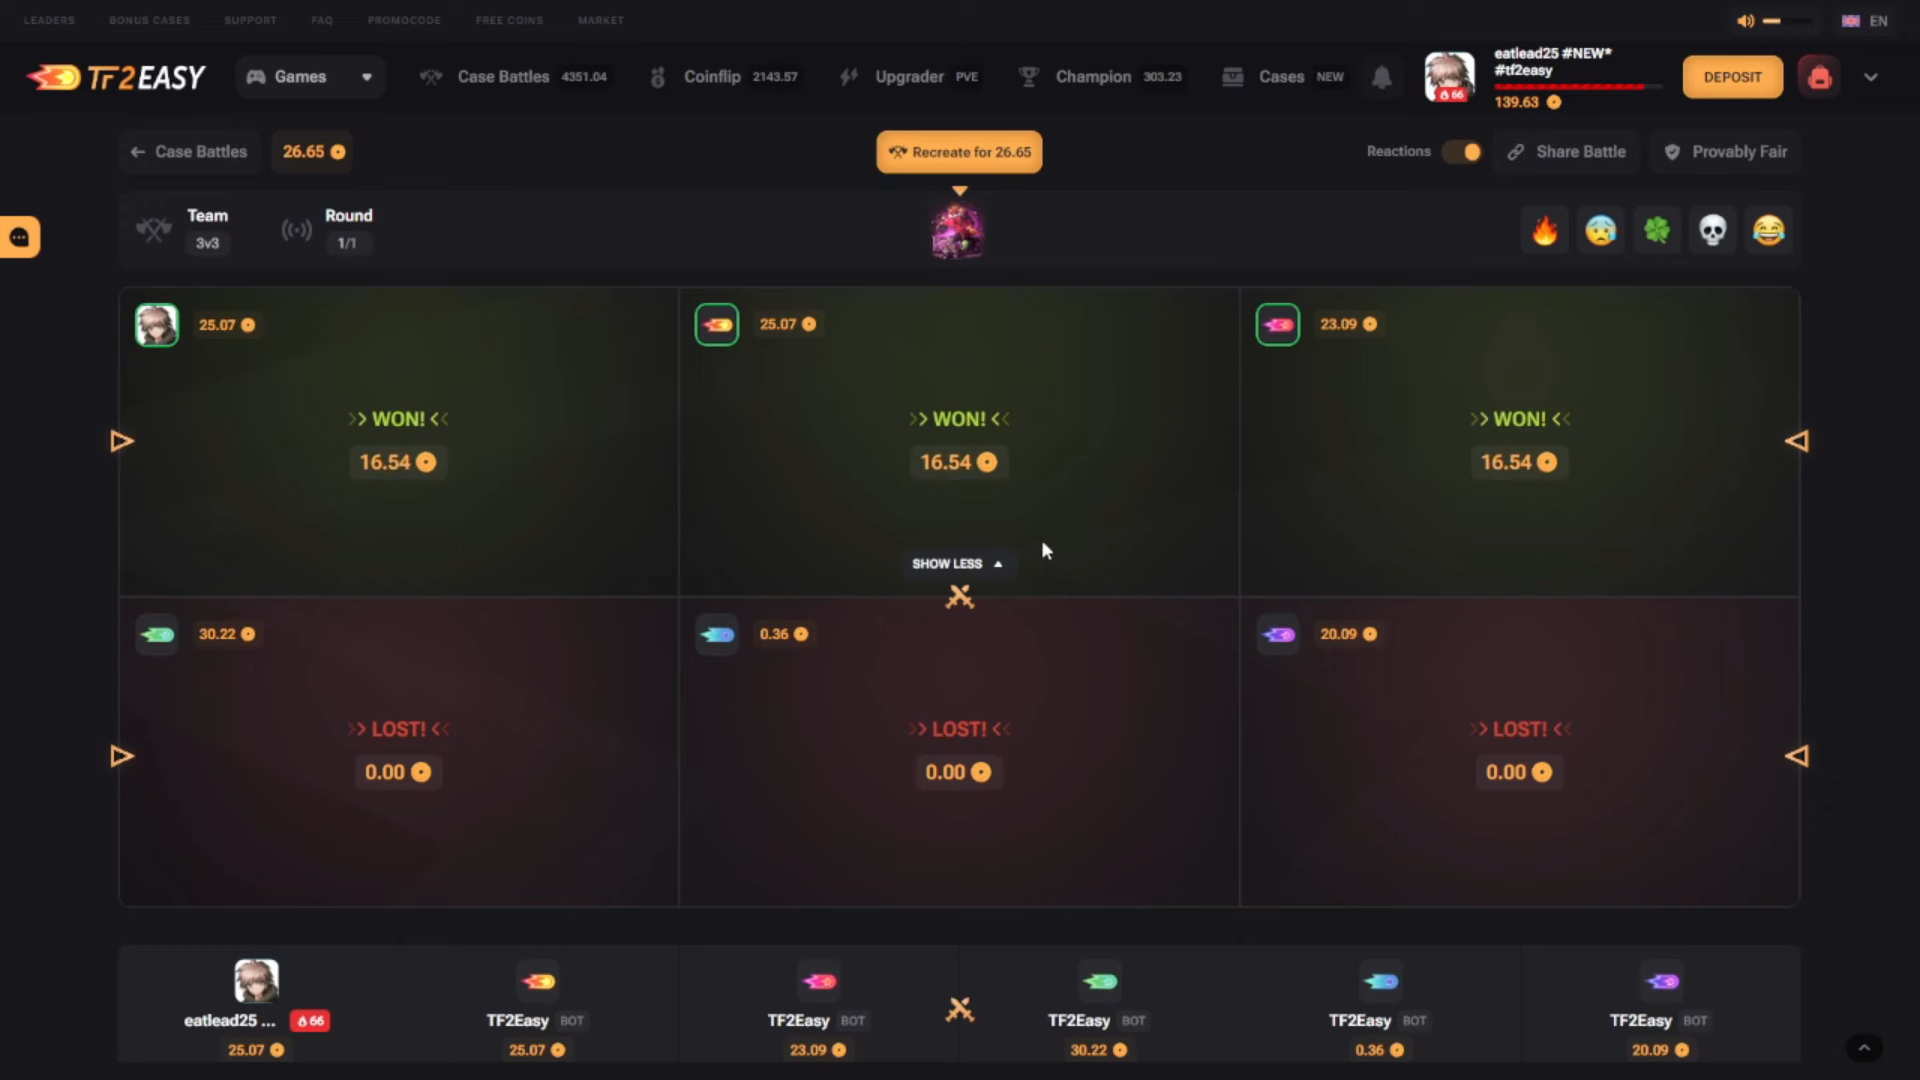 LEADERS BONUS CASES SUPPORT FAQ PROMOCODE FREE COINS MARKET EN
TF2EASY Games Case Battles 4351.04 Coinflip 2143.57 Upgrader PVE Champion 303.23 Cases NEW
eatlead25 #NEW*
#tf2easy
66
139.63
DEPOSIT
Case Battles 26.65 Recreate for 26.65 Reactions Share Battle Provably Fair
Team Round
3v3 1/1
25.07 25.07 23.09
>> WON! << >> WON! << >> WON! <<
16.54 16.54 16.54
SHOW LESS
30.22 0.36 20.09
>> LOST! << >> LOST! << >> LOST! <<
0.00 0.00 0.00
eatlead25 ... 66 TF2Easy BOT TF2Easy BOT TF2Easy BOT TF2Easy BOT TF2Easy BOT
25.07 25.07 23.09 30.22 0.36 20.09